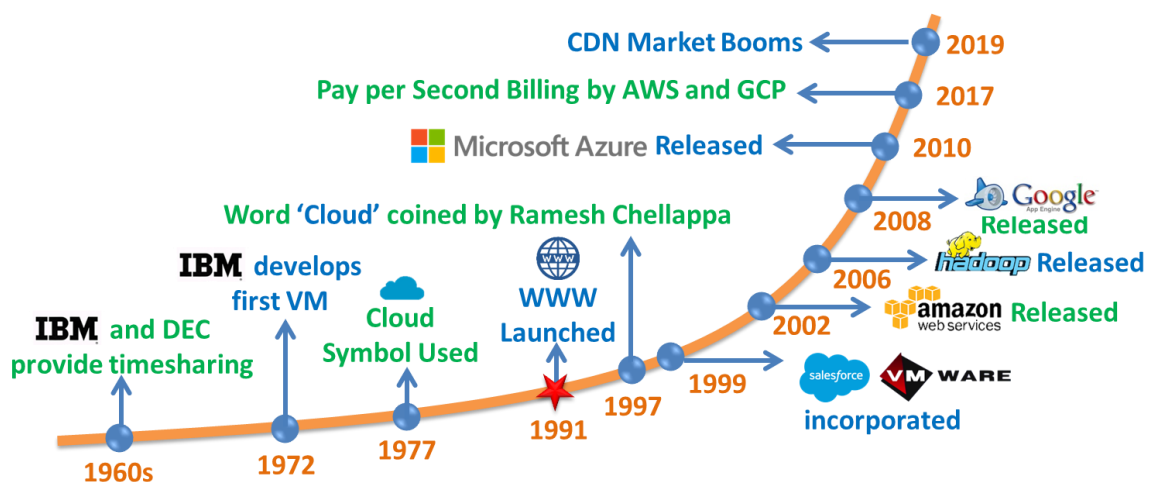 CDN Market Booms
2019
Pay per Second Billing by AWS and GCP
2017
Microsoft Azure Released
2010
Google
App Engine
Released
2008
Word ‘Cloud’ coined by Ramesh Chellappa
WWW
WWW
Launched
IBM develops
first VM
hadoop Released
2006
amazon
web services
Released
2002
Cloud
Symbol Used
IBM and DEC
provide timesharing
salesforce
VMWARE
incorporated
1999
1997
1991
1977
1972
1960s